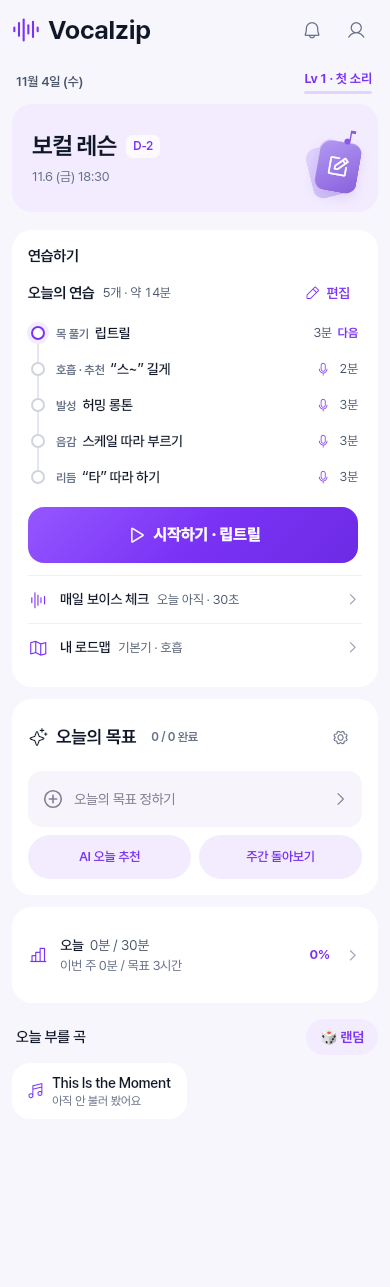 Vocalzip
11월 4일 (수)
Lv 1 · 첫 소리
보컬 레슨 D-2
11.6 (금) 18:30
연습하기
오늘의 연습 5개 · 약 14분 편집
목 풀기 립트릴 3분 다음
호흡 · 추천 “스~” 길게 2분
발성 허밍 롱톤 3분
음감 스케일 따라 부르기 3분
리듬 “타” 따라 하기 3분
시작하기 · 립트릴
매일 보이스 체크 오늘 아직 · 30초
내 로드맵 기본기 · 호흡
오늘의 목표 0 / 0 완료
오늘의 목표 정하기
AI 오늘 추천 주간 돌아보기
오늘 0분 / 30분
이번 주 0분 / 목표 3시간
0%
오늘 부를 곡 🎲 랜덤
This Is the Moment
아직 안 불러 봤어요